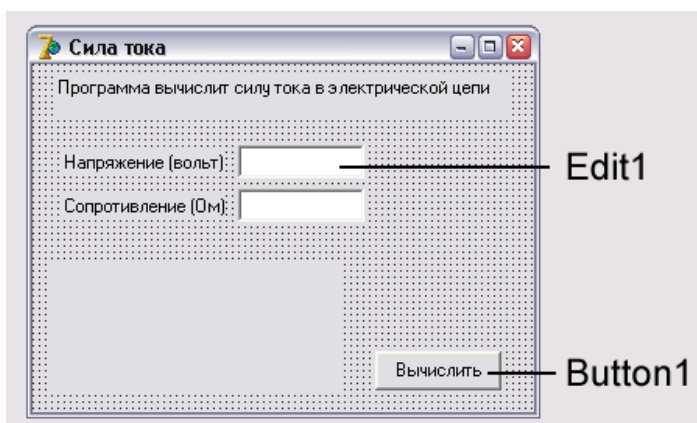 Сила тока
Программа вычислит силу тока в электрической цепи
Напряжение (вольт)
Edit1
Сопротивление (Ом)
Вычислить
Button1